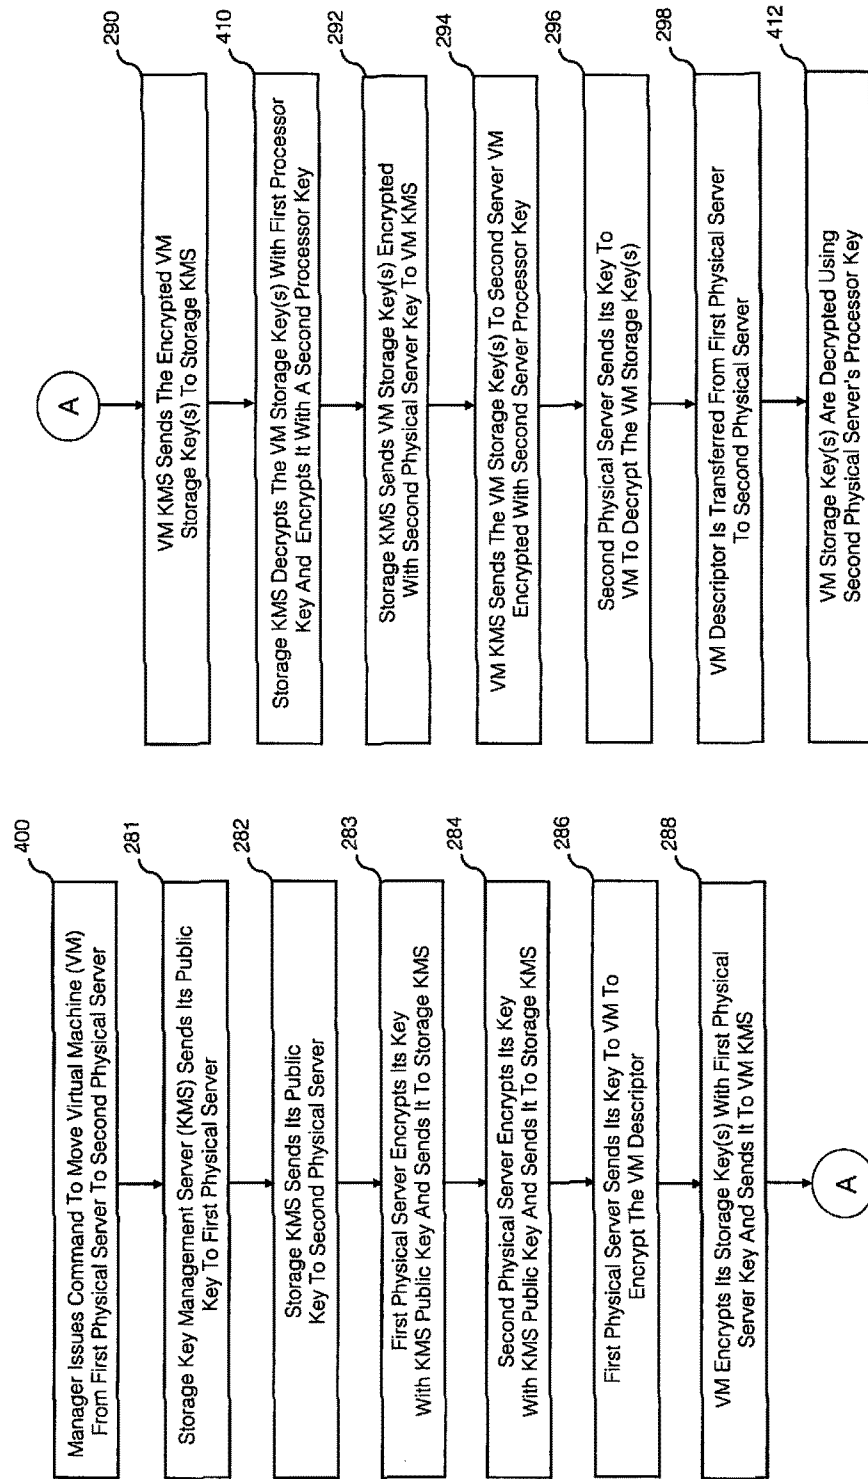 400
Manager Issues Command To Move Virtual Machine (VM)
From First Physical Server To Second Physical Server
281
Storage Key Management Server (KMS) Sends Its Public
Key To First Physical Server
282
Storage KMS Sends Its Public
Key To Second Physical Server
283
First Physical Server Encrypts Its Key
With KMS Public Key And Sends It To Storage KMS
284
Second Physical Server Encrypts Its Key
With KMS Public Key And Sends It To Storage KMS
286
First Physical Server Sends Its Key To VM To
Encrypt The VM Descriptor
288
VM Encrypts Its Storage Key(s) With First Physical
Server Key And Sends It To VM KMS
A
A
290
VM KMS Sends The Encrypted VM
Storage Key(s) To Storage KMS
410
Storage KMS Decrypts The VM Storage Key(s) With First Processor
Key And Encrypts It With A Second Processor Key
292
Storage KMS Sends VM Storage Key(s) Encrypted
With Second Physical Server Key To VM KMS
294
VM KMS Sends The VM Storage Key(s) To Second Server VM
Encrypted With Second Server Processor Key
296
Second Physical Server Sends Its Key To
VM To Decrypt The VM Storage Key(s)
298
VM Descriptor Is Transferred From First Physical Server
To Second Physical Server
412
VM Storage Key(s) Are Decrypted Using
Second Physical Server's Processor Key